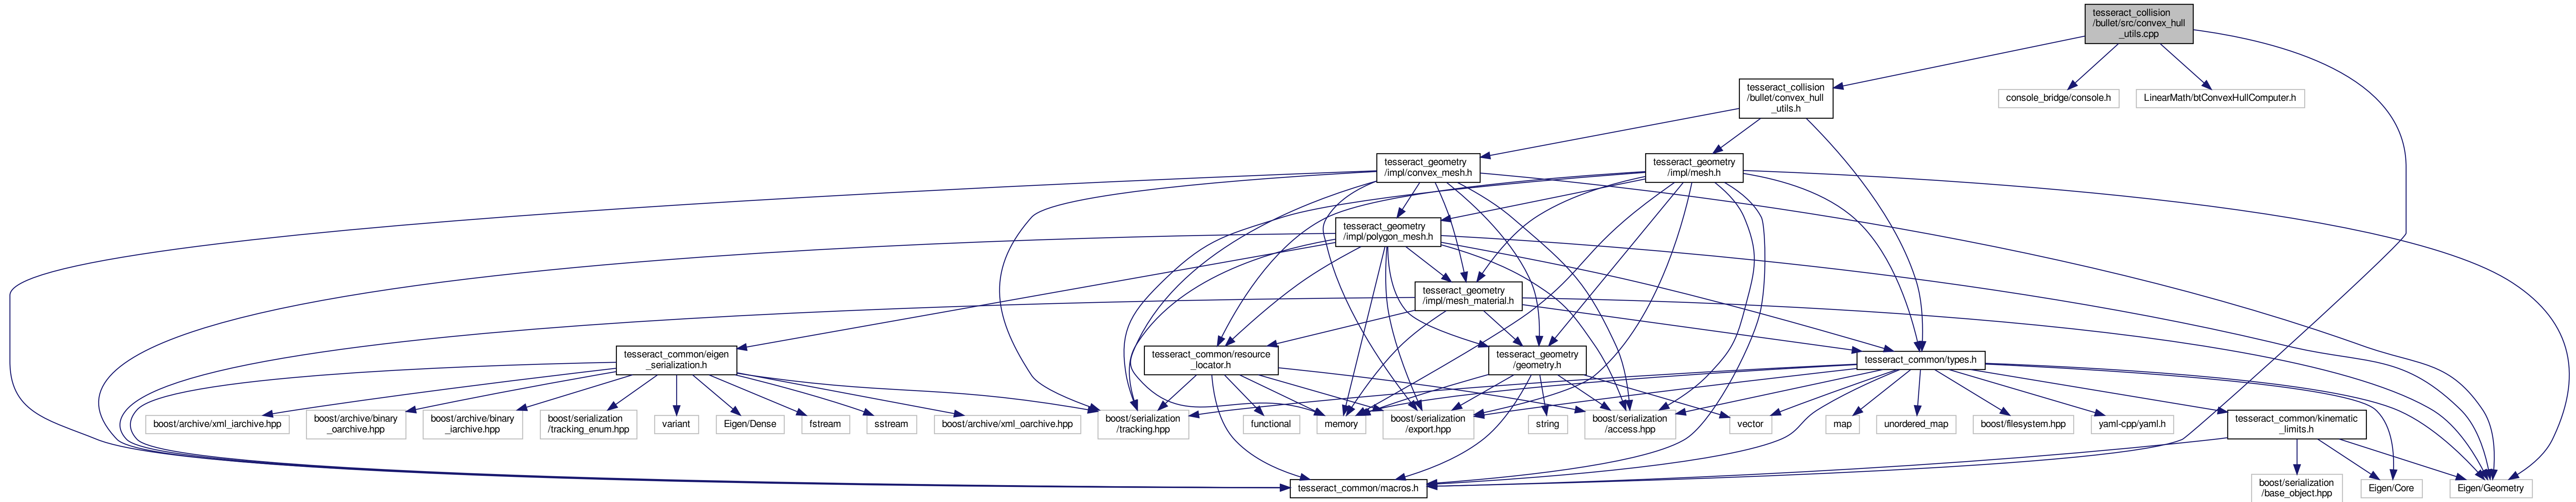 tesseract_collision
/bullet/src/convex_hull
_utils.cpp
tesseract_collision
/bullet/convex_hull
_utils.h
console_bridge/console.h
LinearMath/btConvexHullComputer.h
tesseract_geometry
/impl/convex_mesh.h
tesseract_geometry
/impl/mesh.h
tesseract_geometry
/impl/polygon_mesh.h
tesseract_geometry
/impl/mesh_material.h
tesseract_common/eigen
_serialization.h
tesseract_common/resource
_locator.h
tesseract_geometry
/geometry.h
tesseract_common/types.h
boost/archive/xml_iarchive.hpp
boost/archive/binary
_oarchive.hpp
boost/archive/binary
_iarchive.hpp
boost/serialization
/tracking_enum.hpp
variant
Eigen/Dense
fstream
sstream
boost/archive/xml_oarchive.hpp
boost/serialization
/tracking.hpp
functional
memory
boost/serialization
/export.hpp
string
boost/serialization
/access.hpp
vector
map
unordered_map
boost/filesystem.hpp
yaml-cpp/yaml.h
tesseract_common/kinematic
_limits.h
tesseract_common/macros.h
boost/serialization
/base_object.hpp
Eigen/Core
Eigen/Geometry